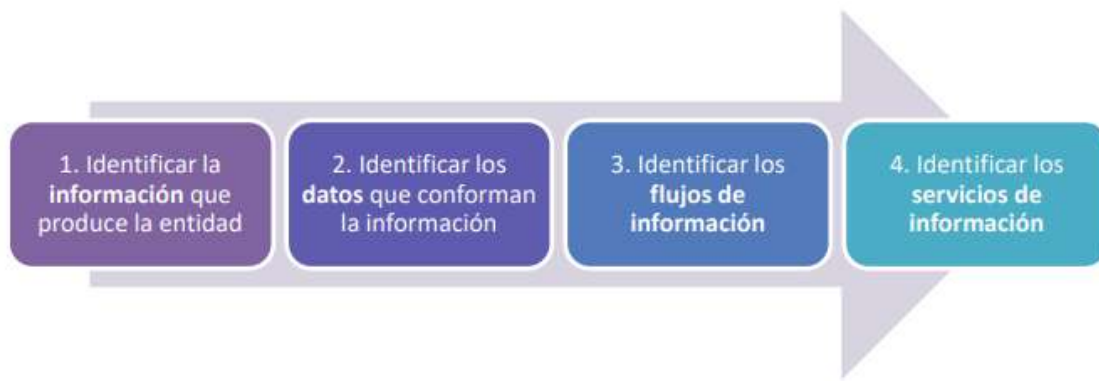 1. Identificar la
información que
produce la entidad
2. Identificar los
datos que conforman
la información
3. Identificar los
flujos de
información
4. Identificar los
servicios de
información